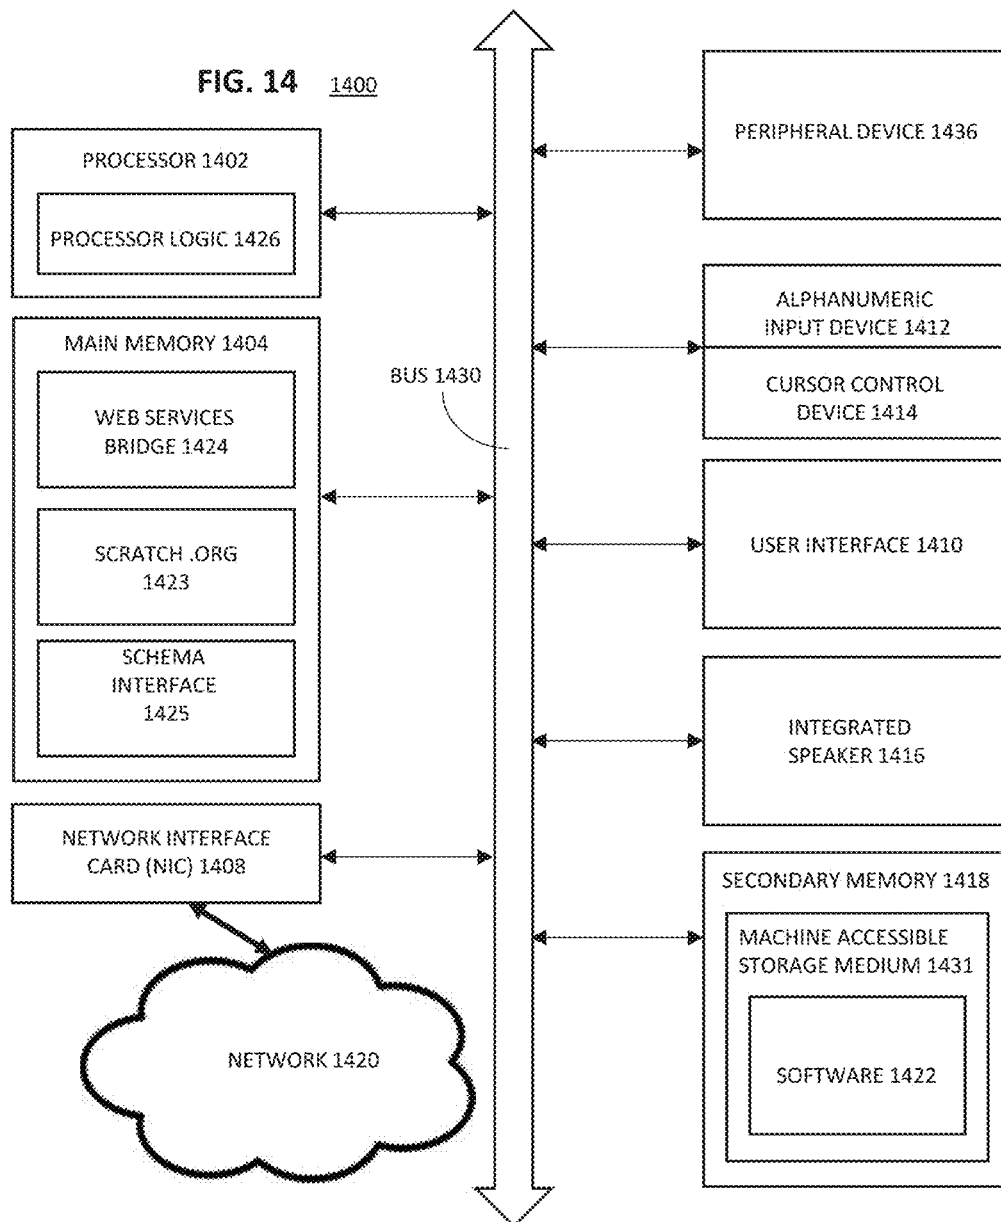 FIG. 14 1400
PROCESSOR 1402
PROCESSOR LOGIC 1426
MAIN MEMORY 1404
WEB SERVICES
BRIDGE 1424
SCRATCH .ORG
1423
SCHEMA
INTERFACE
1425
NETWORK INTERFACE
CARD (NIC) 1408
NETWORK 1420
BUS 1430
PERIPHERAL DEVICE 1436
ALPHANUMERIC
INPUT DEVICE 1412
CURSOR CONTROL
DEVICE 1414
USER INTERFACE 1410
INTEGRATED
SPEAKER 1416
SECONDARY MEMORY 1418
MACHINE ACCESSIBLE
STORAGE MEDIUM 1431
SOFTWARE 1422